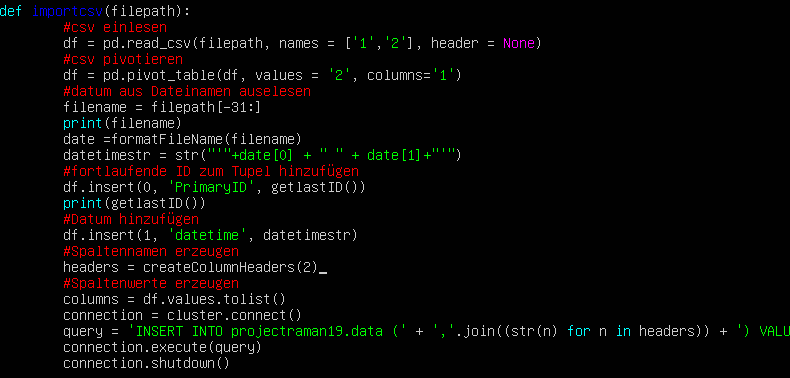 def importcsv(filepath):
#csv einlesen
df = pd.read_csv(filepath, names = ['1','2'], header = None)
#csv pivotieren
df = pd.pivot_table(df, values = '2', columns='1')
#datum aus Dateinamen auselesen
filename = filepath[-31:]
print(filename)
date =formatFileName(filename)
datetimestr = str("'"+date[0] + " " + date[1]+"'")
#fortlaufende ID zum Tupel hinzufügen
df.insert(0, 'PrimaryID', getlastID())
print(getlastID())
#Datum hinzufügen
df.insert(1, 'datetime', datetimestr)
#Spaltennamen erzeugen
headers = createColumnHeaders(2)
#Spaltenwerte erzeugen
columns = df.values.tolist()
connection = cluster.connect()
query = 'INSERT INTO projectraman19.data (' + ','.join((str(n) for n in headers)) + ') VALU
connection.execute(query)
connection.shutdown()